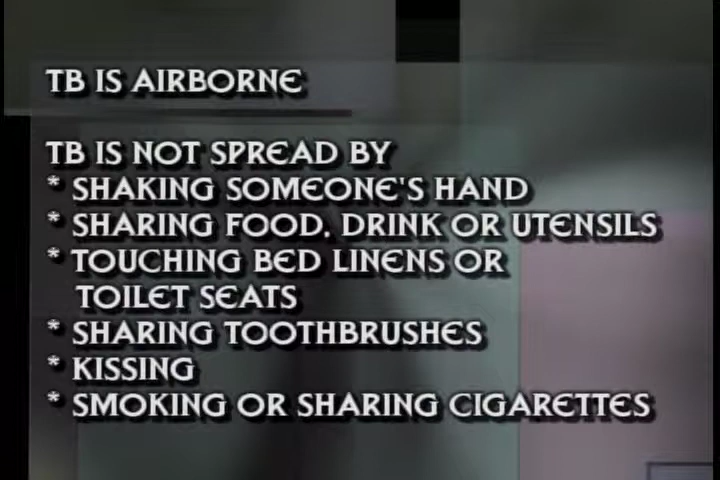 TB IS AIRBORNE
TB IS NOT SPREAD BY
* SHAKING SOMEONE'S HAND
* SHARING FOOD, DRINK OR UTENSILS
* TOUCHING BED LINENS OR
TOILET SEATS
* SHARING TOOTHBRUSHES
* KISSING
* SMOKING OR SHARING CIGARETTES